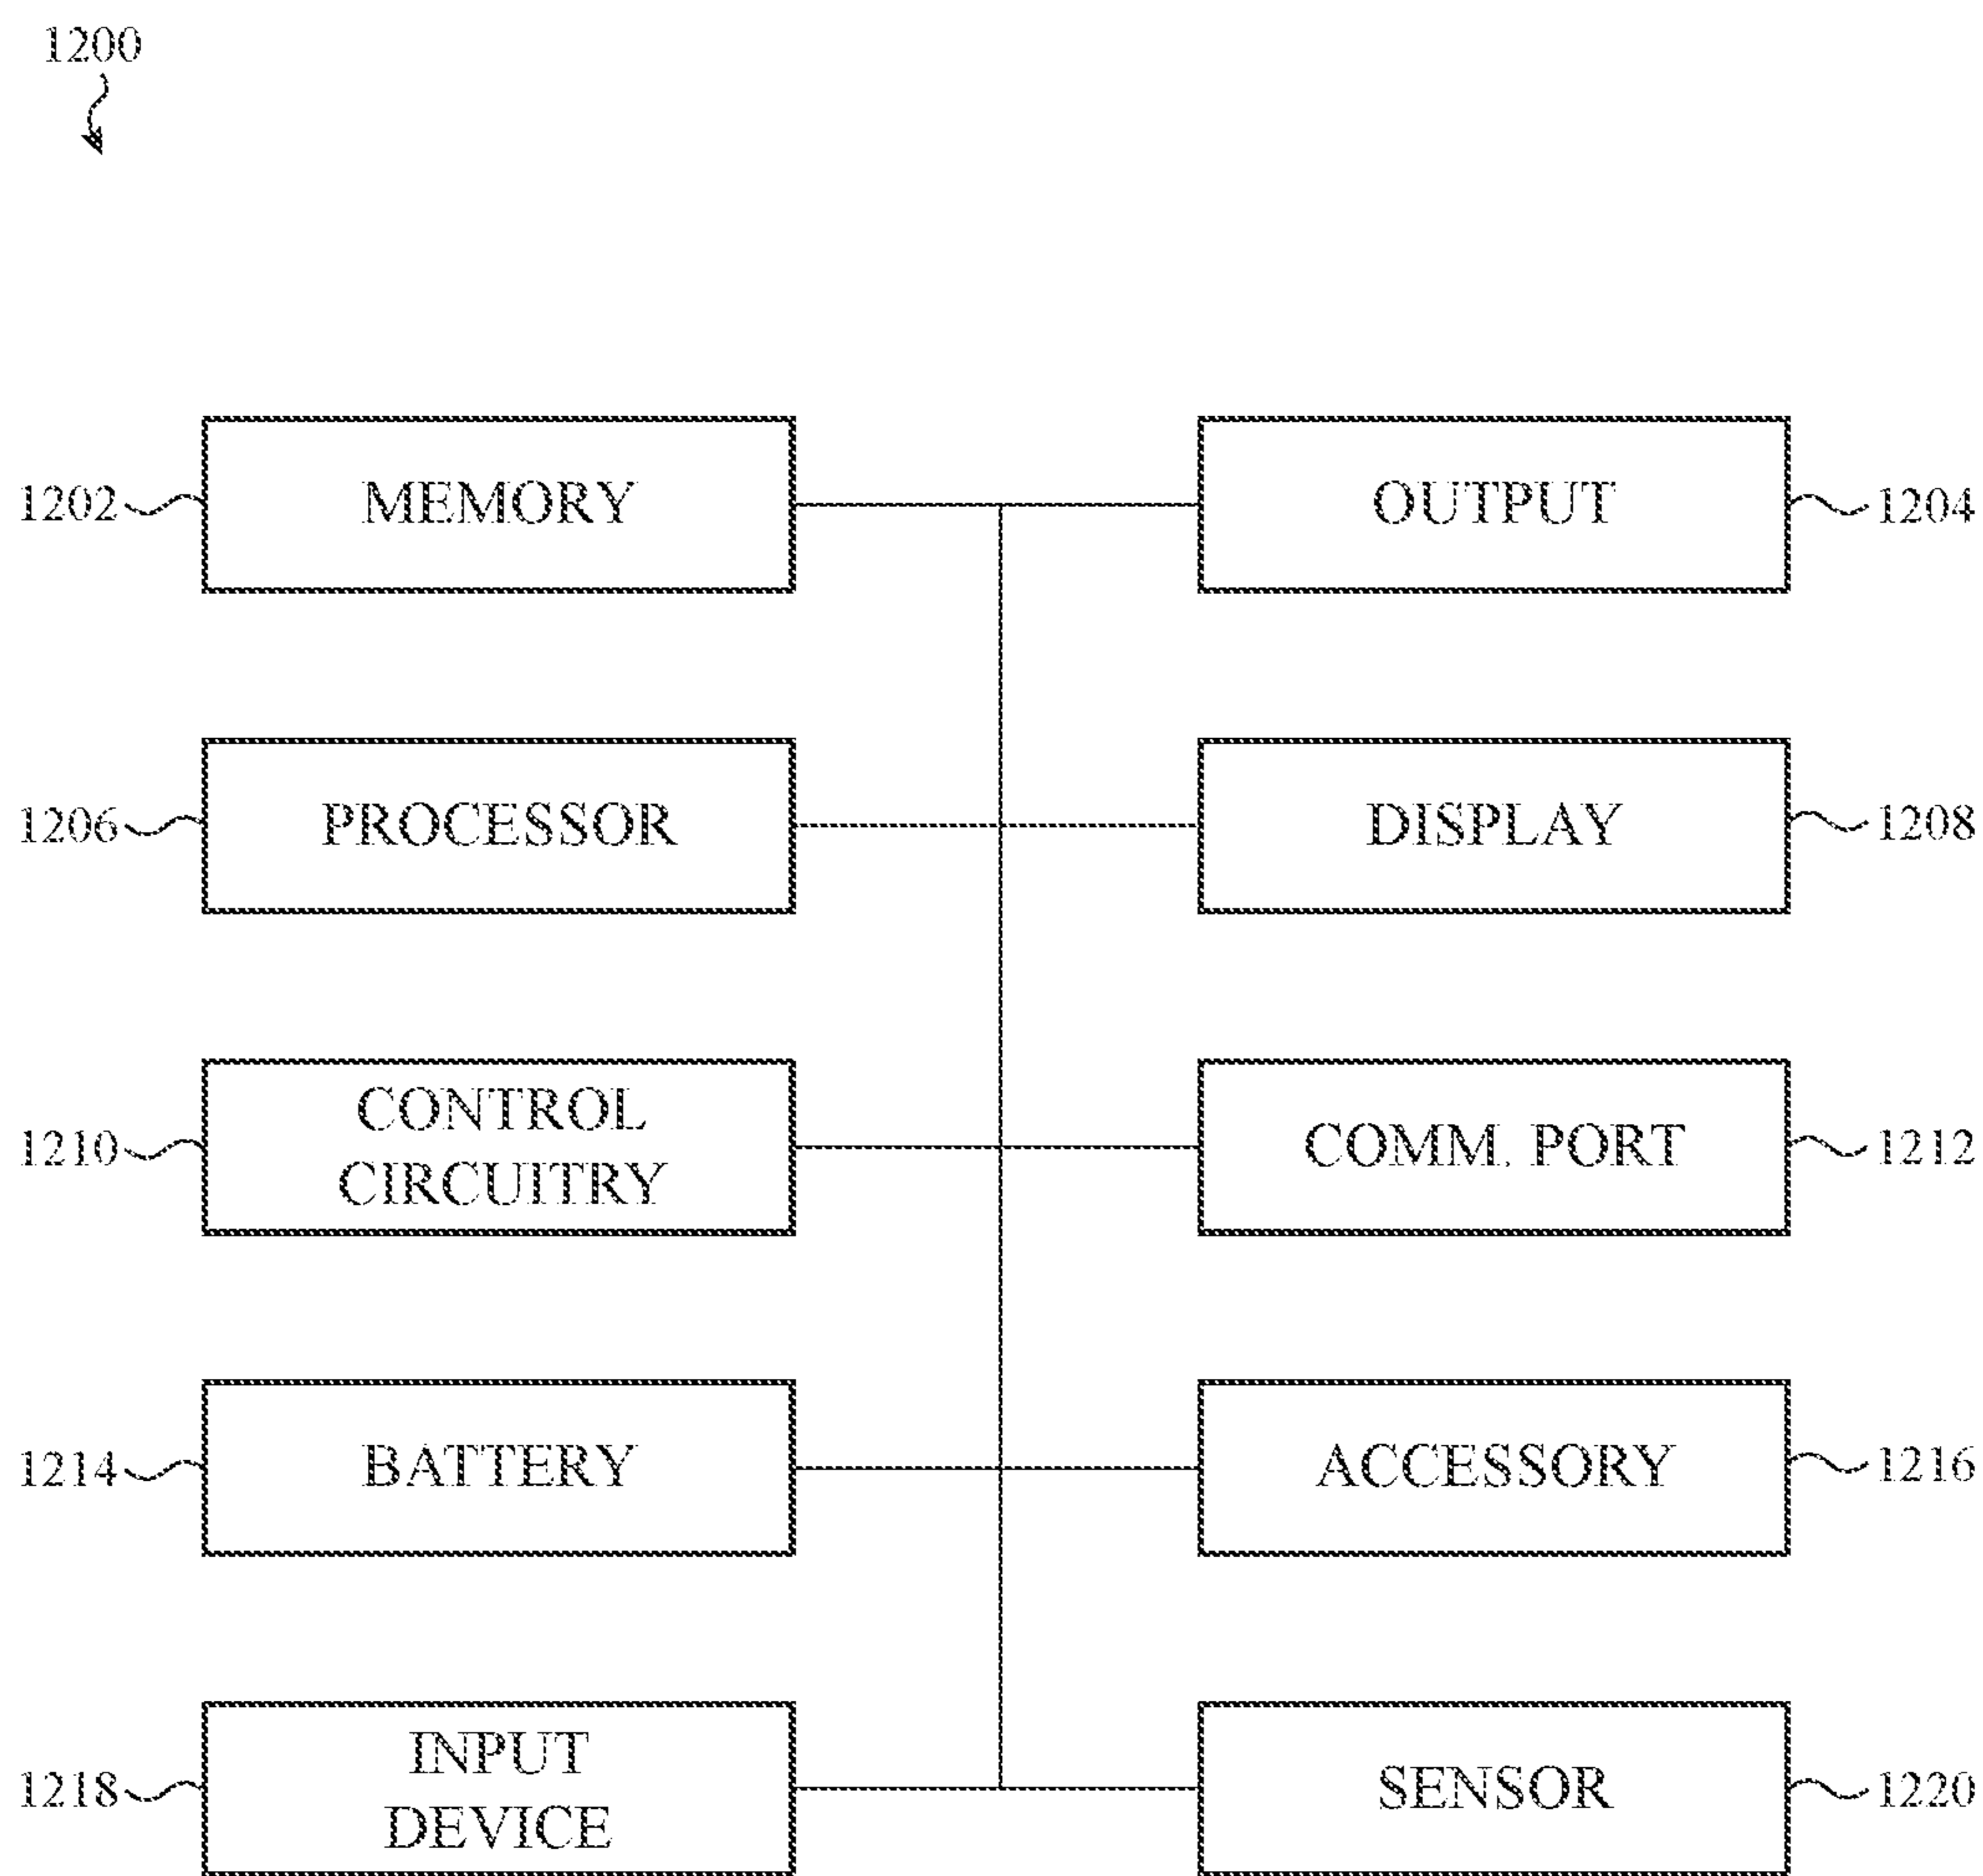 1200
1202 MEMORY OUTPUT 1204
1206 PROCESSOR DISPLAY 1208
1210 CONTROL CIRCUITRY COMM. PORT 1212
1214 BATTERY ACCESSORY 1216
1218 INPUT DEVICE SENSOR 1220